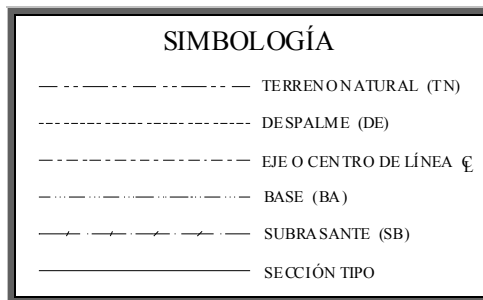 SIMBOLOGÍA
TERRENO NATURAL (TN)
DESPALME (DE)
EJE O CENTRO DE LÍNEA ℄
BASE (BA)
SUBRASANTE (SB)
SECCIÓN TIPO